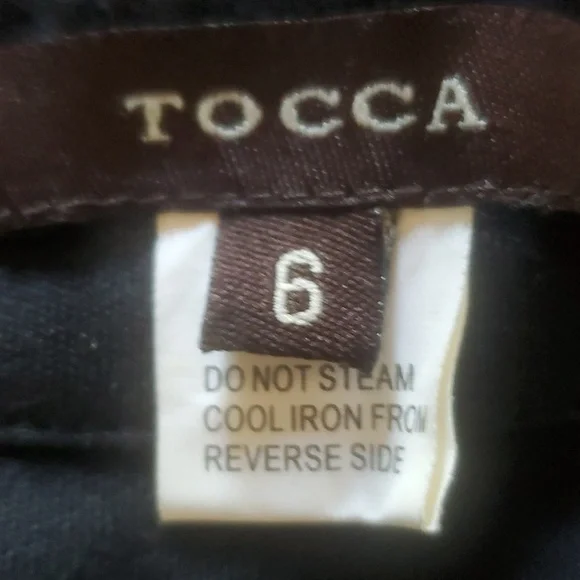 TOCCA
6
DO NOT STEAM
COOL IRON FROM
REVERSE SIDE